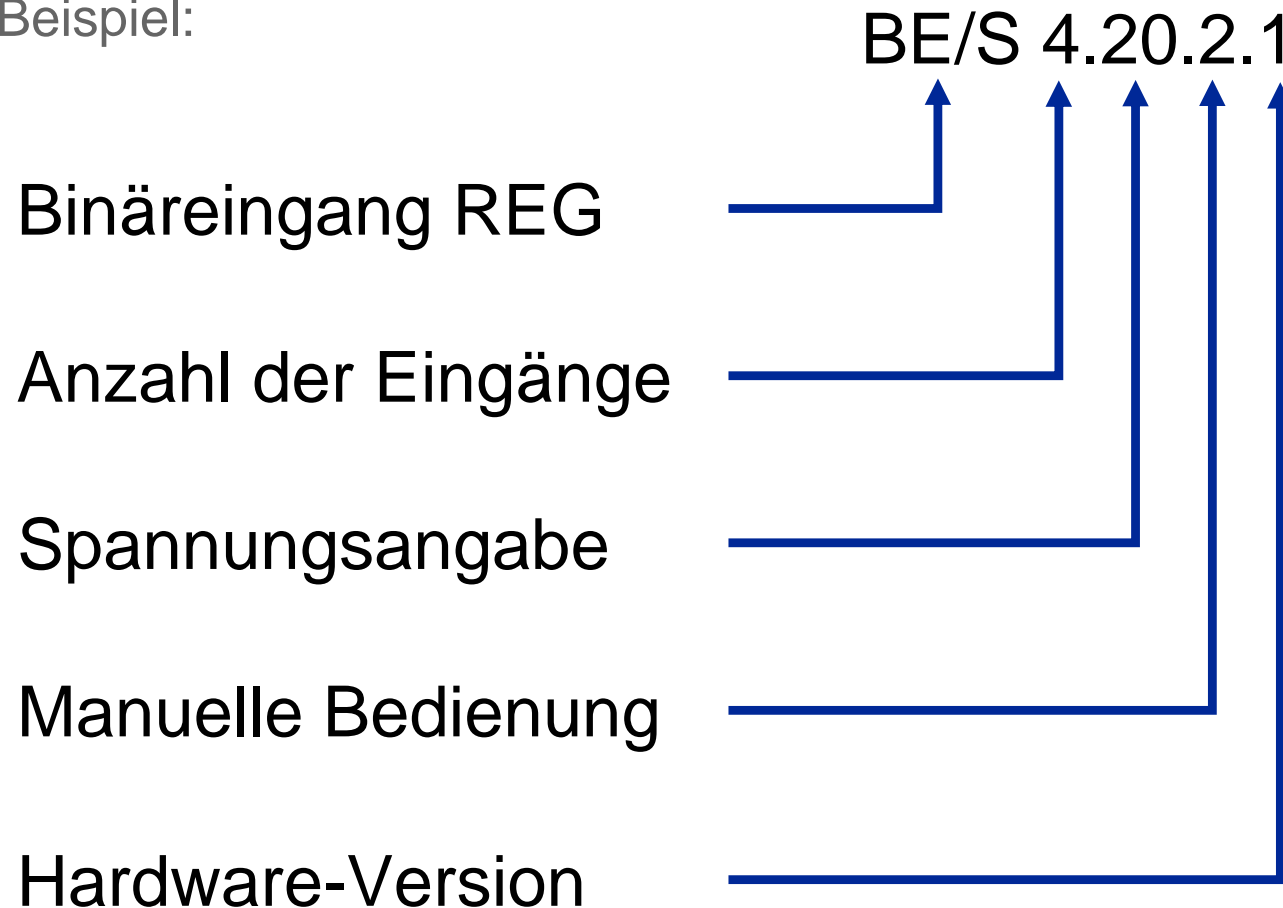 Beispiel:
BE/S 4.20.2.1
Binäreingang REG
Anzahl der Eingänge
Spannungsangabe
Manuelle Bedienung
Hardware-Version